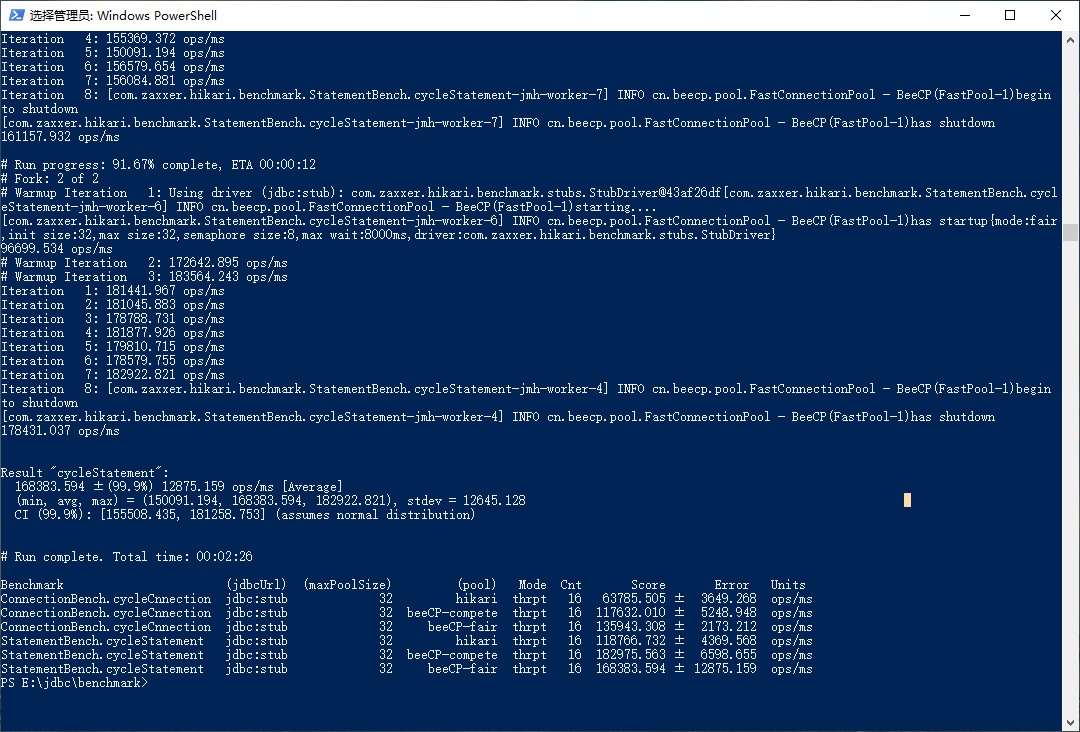 选择管理员: Windows PowerShell
Iteration   4: 155369.372 ops/ms
Iteration   5: 150091.194 ops/ms
Iteration   6: 156579.654 ops/ms
Iteration   7: 156084.881 ops/ms
Iteration   8: [com.zaxxer.hikari.benchmark.StatementBench.cycleStatement-jmh-worker-7] INFO cn.beecp.pool.FastConnectionPool - BeeCP(FastPool-1)begin
to shutdown
[com.zaxxer.hikari.benchmark.StatementBench.cycleStatement-jmh-worker-7] INFO cn.beecp.pool.FastConnectionPool - BeeCP(FastPool-1)has shutdown
161157.932 ops/ms
# Run progress: 91.67% complete, ETA 00:00:12
# Fork: 2 of 2
# Warmup Iteration   1: Using driver (jdbc:stub): com.zaxxer.hikari.benchmark.stubs.StubDriver@43af26df[com.zaxxer.hikari.benchmark.StatementBench.cycl
eStatement-jmh-worker-6] INFO cn.beecp.pool.FastConnectionPool - BeeCP(FastPool-1)starting....
[com.zaxxer.hikari.benchmark.StatementBench.cycleStatement-jmh-worker-6] INFO cn.beecp.pool.FastConnectionPool - BeeCP(FastPool-1)has startup{mode:fair
,init size:32,max size:32,semaphore size:8,max wait:8000ms,driver:com.zaxxer.hikari.benchmark.stubs.StubDriver}
96699.534 ops/ms
# Warmup Iteration   2: 172642.895 ops/ms
# Warmup Iteration   3: 183564.243 ops/ms
Iteration   1: 181441.967 ops/ms
Iteration   2: 181045.883 ops/ms
Iteration   3: 178788.731 ops/ms
Iteration   4: 181877.926 ops/ms
Iteration   5: 179810.715 ops/ms
Iteration   6: 178579.755 ops/ms
Iteration   7: 182922.821 ops/ms
Iteration   8: [com.zaxxer.hikari.benchmark.StatementBench.cycleStatement-jmh-worker-4] INFO cn.beecp.pool.FastConnectionPool - BeeCP(FastPool-1)begin
to shutdown
[com.zaxxer.hikari.benchmark.StatementBench.cycleStatement-jmh-worker-4] INFO cn.beecp.pool.FastConnectionPool - BeeCP(FastPool-1)has shutdown
178431.037 ops/ms
Result "cycleStatement":
  168383.594 ±(99.9%) 12875.159 ops/ms [Average]
  (min, avg, max) = (150091.194, 168383.594, 182922.821), stdev = 12645.128
  CI (99.9%): [155508.435, 181258.753] (assumes normal distribution)
# Run complete. Total time: 00:02:26
Benchmark                       (jdbcUrl)  (maxPoolSize)         (pool)   Mode  Cnt       Score       Error   Units
ConnectionBench.cycleCnnection  jdbc:stub             32         hikari  thrpt   16   63785.505 ±  3649.268  ops/ms
ConnectionBench.cycleCnnection  jdbc:stub             32  beeCP-compete  thrpt   16  117632.010 ±  5248.948  ops/ms
ConnectionBench.cycleCnnection  jdbc:stub             32     beeCP-fair  thrpt   16  135943.308 ±  2173.212  ops/ms
StatementBench.cycleStatement   jdbc:stub             32         hikari  thrpt   16  118766.732 ±  4369.568  ops/ms
StatementBench.cycleStatement   jdbc:stub             32  beeCP-compete  thrpt   16  182975.563 ±  6598.655  ops/ms
StatementBench.cycleStatement   jdbc:stub             32     beeCP-fair  thrpt   16  168383.594 ± 12875.159  ops/ms
PS E:\jdbc\benchmark>